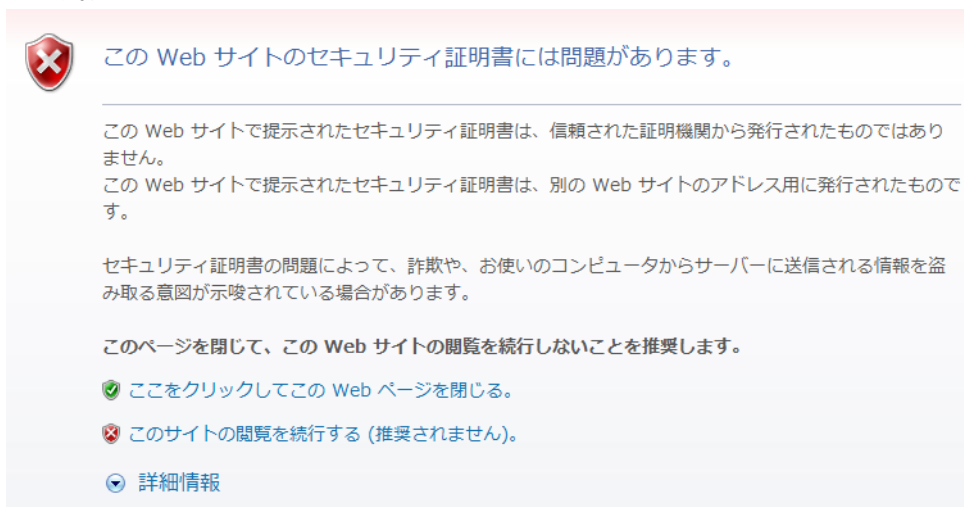 この Web サイトのセキュリティ証明書には問題があります。
この Web サイトで提示されたセキュリティ証明書は、信頼された証明機関から発行されたものではあり
ません。
この Web サイトで提示されたセキュリティ証明書は、別の Web サイトのアドレス用に発行されたもので
す。
セキュリティ証明書の問題によって、詐欺や、お使いのコンピュータからサーバーに送信される情報を盗
み取る意図が示唆されている場合があります。
このページを閉じて、この Web サイトの閲覧を続行しないことを推奨します。
ここをクリックしてこの Web ページを閉じる。
このサイトの閲覧を続行する (推奨されません)。
詳細情報